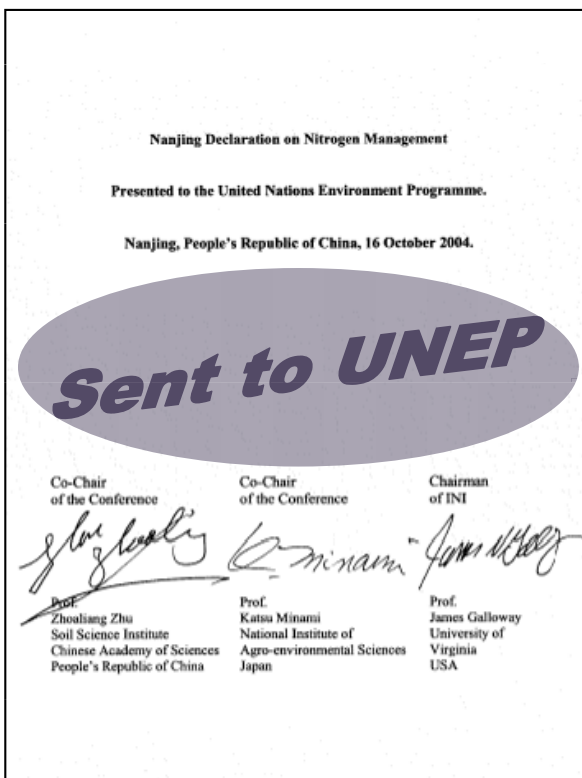 Nanjing Declaration on Nitrogen Management
Presented to the United Nations Environment Programme.
Nanjing, People's Republic of China, 16 October 2004.
Sent to UNEP
Co-Chair
of the Conference
Co-Chair
of the Conference
Chairman
of INI
Prof.
Zhoaliang Zhu
Soil Science Institute
Chinese Academy of Sciences
People's Republic of China
Prof.
Katsu Minami
National Institute of
Agro-environmental Sciences
Japan
Prof.
James Galloway
University of
Virginia
USA